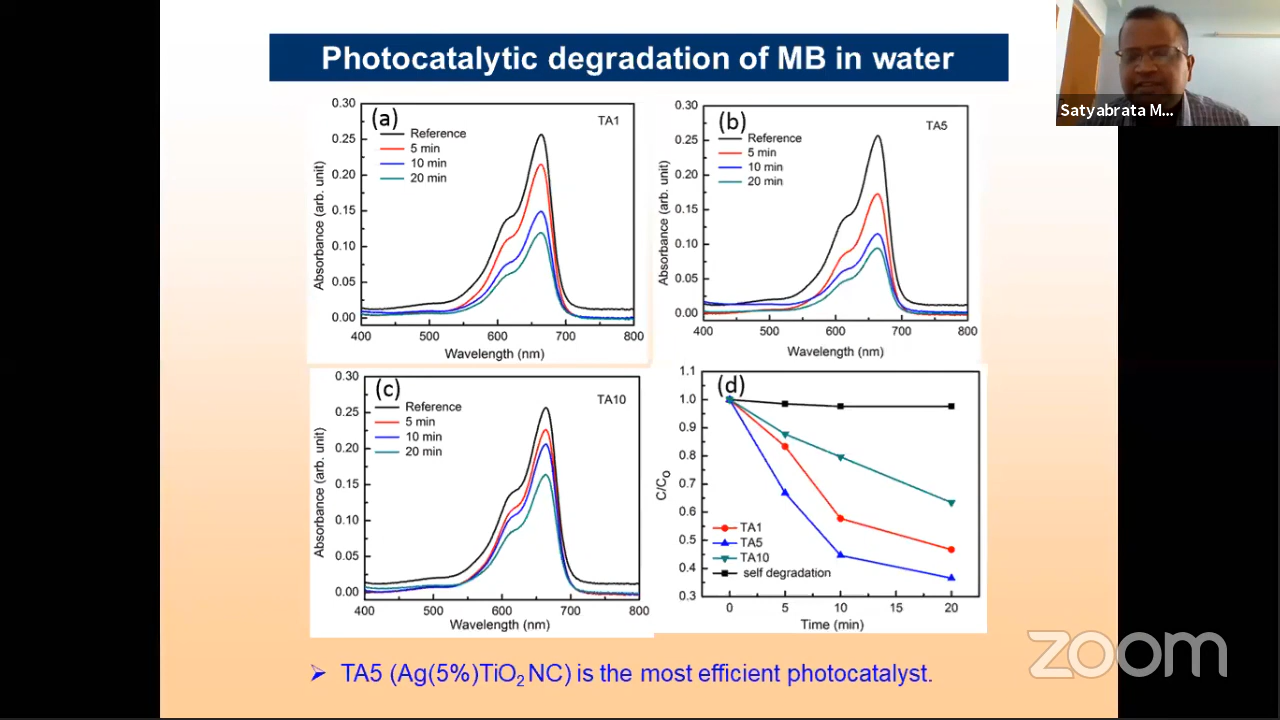 Photocatalytic degradation of MB in water
Satyabrata M...
(a)
TA1
Reference
5 min
10 min
20 min
0.30
0.25
0.20
0.15
0.10
0.05
0.00
Absorbance (arb. unit)
400 500 600 700 800
Wavelength (nm)
(b)
TA5
Reference
5 min
10 min
20 min
0.30
0.25
0.20
0.15
0.10
0.05
0.00
Absorbance (arb. unit)
400 500 600 700 800
Wavelength (nm)
(c)
TA10
Reference
5 min
10 min
20 min
0.30
0.25
0.20
0.15
0.10
0.05
0.00
Absorbance (arb. unit)
400 500 600 700 800
Wavelength (nm)
(d)
1.1
1.0
0.9
0.8
0.7
0.6
0.5
0.4
0.3
C/C₀
TA1
TA5
TA10
self degradation
0 5 10 15 20
Time (min)
➢ TA5 (Ag(5%)TiO₂NC) is the most efficient photocatalyst.
zoom